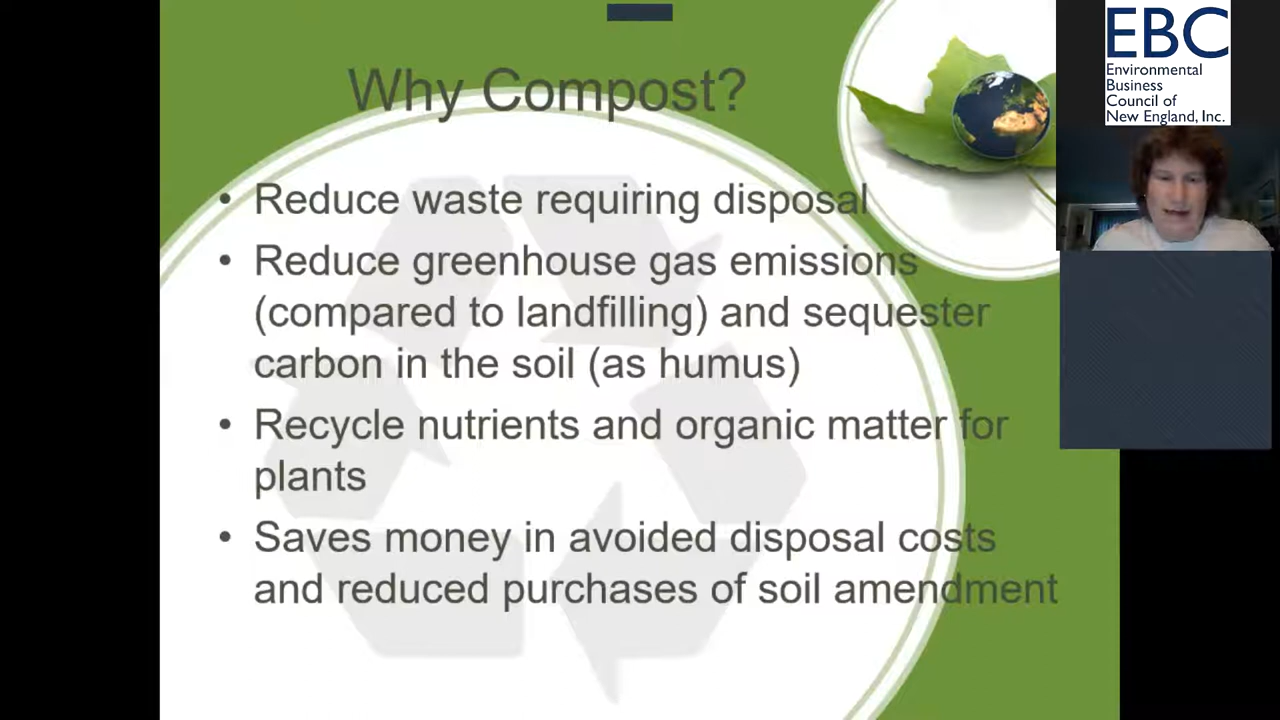 Why Compost?
• Reduce waste requiring disposal
• Reduce greenhouse gas emissions
(compared to landfilling) and sequester
carbon in the soil (as humus)
• Recycle nutrients and organic matter for
plants
• Saves money in avoided disposal costs
and reduced purchases of soil amendment
EBC
Environmental
Business
Council of
New England, Inc.